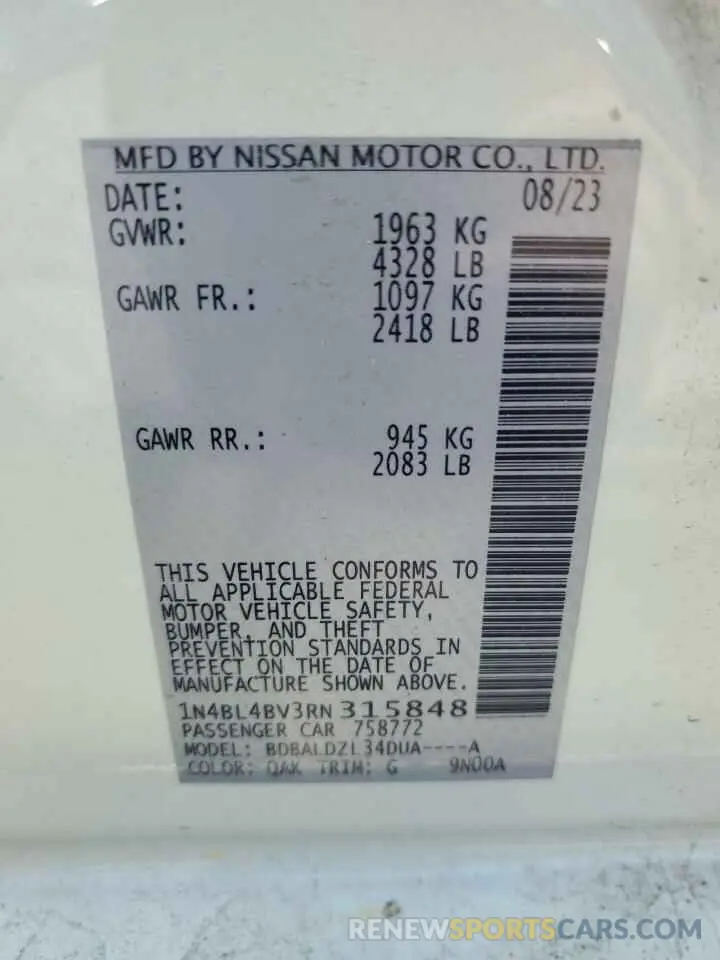 MFD BY NISSAN MOTOR CO., LTD.
DATE: 08/23
GVWR: 1963 KG
4328 LB
GAWR FR.: 1097 KG
2418 LB
GAWR RR.: 945 KG
2083 LB
THIS VEHICLE CONFORMS TO
ALL APPLICABLE FEDERAL
MOTOR VEHICLE SAFETY,
BUMPER, AND THEFT
PREVENTION STANDARDS IN
EFFECT ON THE DATE OF
MANUFACTURE SHOWN ABOVE.
1N4BL4BV3RN315848
PASSENGER CAR 758772
MODEL: BDBALDZL34DUA----A
COLOR: QAK TRIM: G 9N00A
RENEWSPORTSCARS.COM